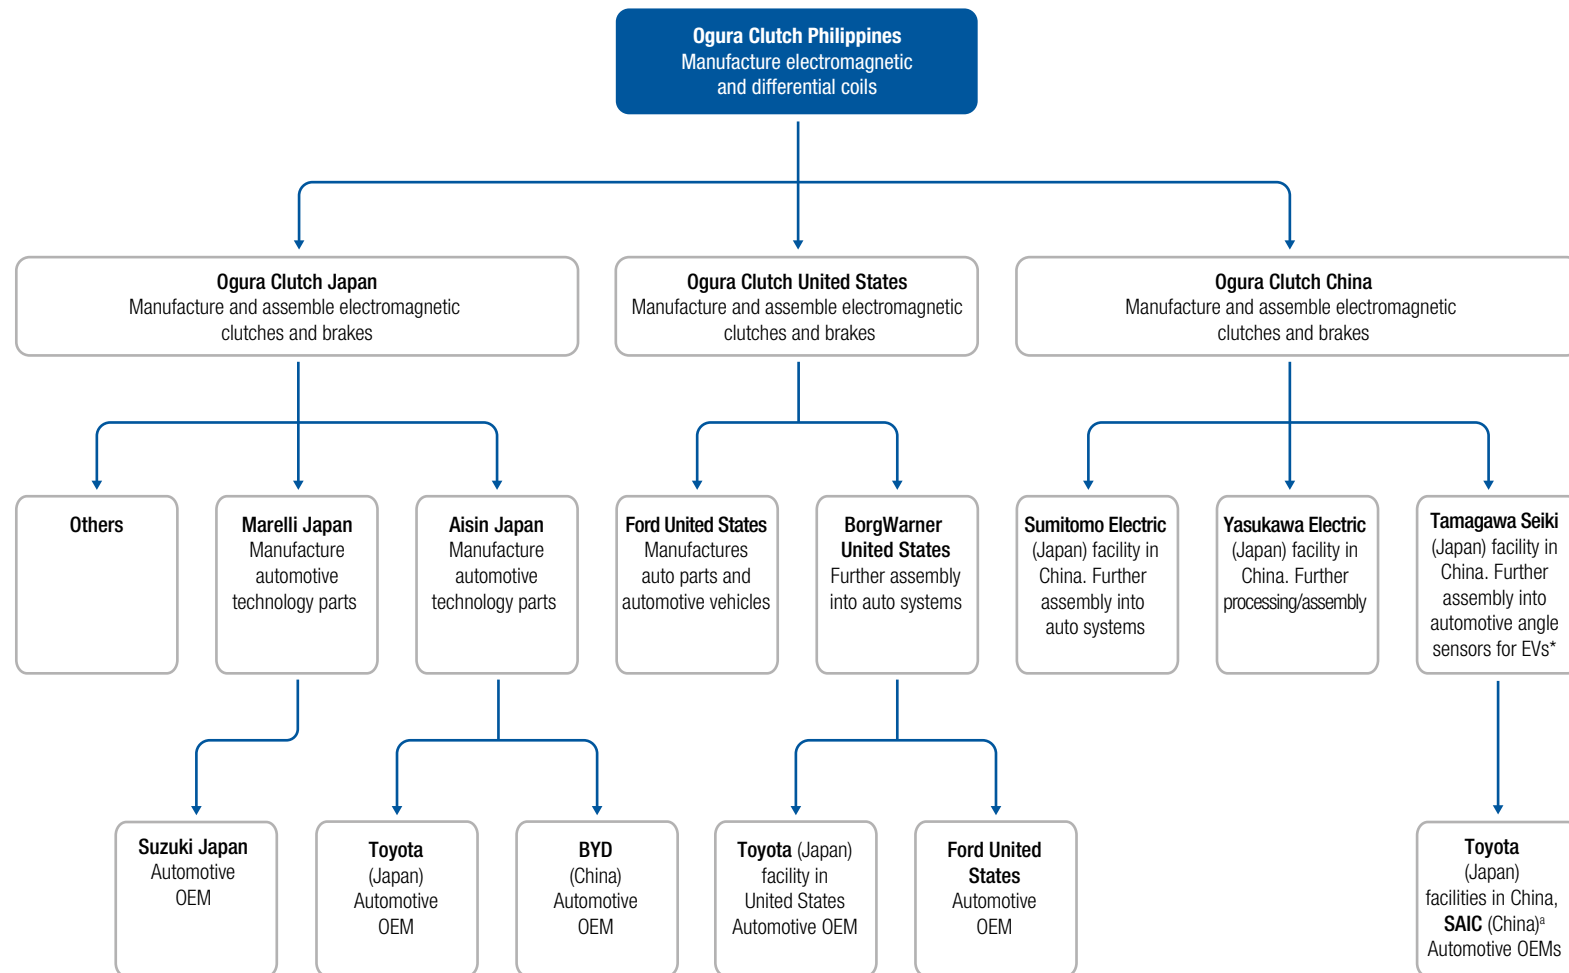 Ogura Clutch Philippines
Manufacture electromagnetic
and differential coils
Ogura Clutch Japan
Manufacture and assemble electromagnetic
clutches and brakes
Ogura Clutch United States
Manufacture and assemble electromagnetic
clutches and brakes
Ogura Clutch China
Manufacture and assemble electromagnetic
clutches and brakes
Others
Marelli Japan
Manufacture
automotive
technology parts
Aisin Japan
Manufacture
automotive
technology parts
Ford United States
Manufactures
auto parts and
automotive vehicles
BorgWarner
United States
Further assembly
into auto systems
Sumitomo Electric
(Japan) facility in
China. Further
assembly into
auto systems
Yasukawa Electric
(Japan) facility in
China. Further
processing/assembly
Tamagawa Seiki
(Japan) facility in
China. Further
assembly into
automotive angle
sensors for EVs*
Suzuki Japan
Automotive
OEM
Toyota
(Japan)
Automotive
OEM
BYD
(China)
Automotive
OEM
Toyota (Japan)
facility in
United States
Automotive OEM
Ford United
States
Automotive
OEM
Toyota
(Japan)
facilities in China,
SAIC (China)ª
Automotive OEMs